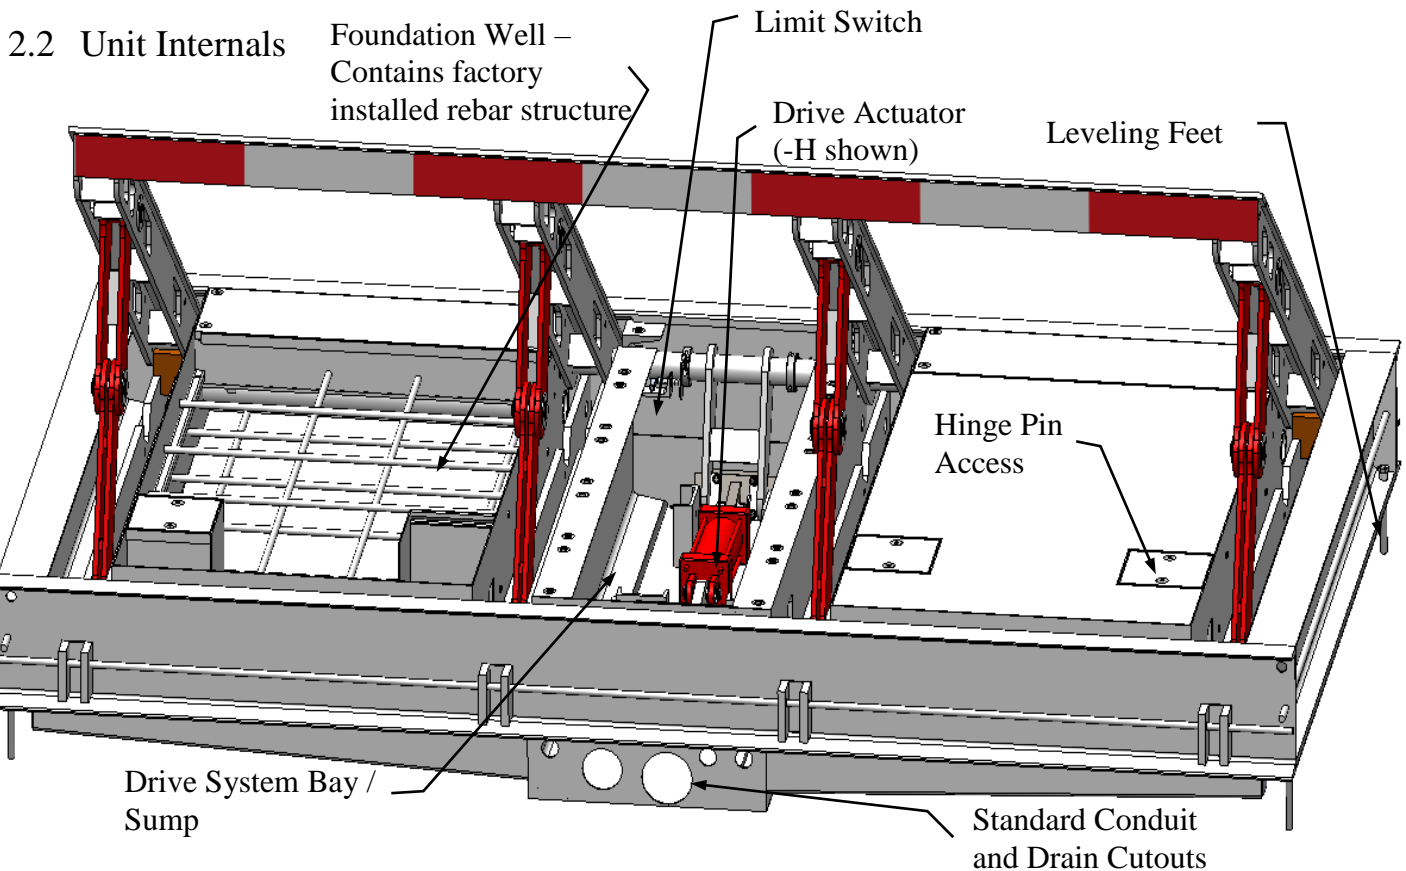 2.2 Unit Internals
Foundation Well –
Contains factory
installed rebar structure
Limit Switch
Drive Actuator
(-H shown)
Leveling Feet
Hinge Pin
Access
Drive System Bay /
Sump
Standard Conduit
and Drain Cutouts